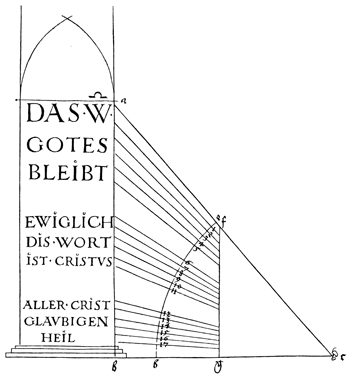 DAS·W·
GOTES
BLEIBT
EWIGLICH
DIS·WORT
IST·CRISTVS
ALLER·CRIST
GLAVBIGEN
HEIL
a
f
c